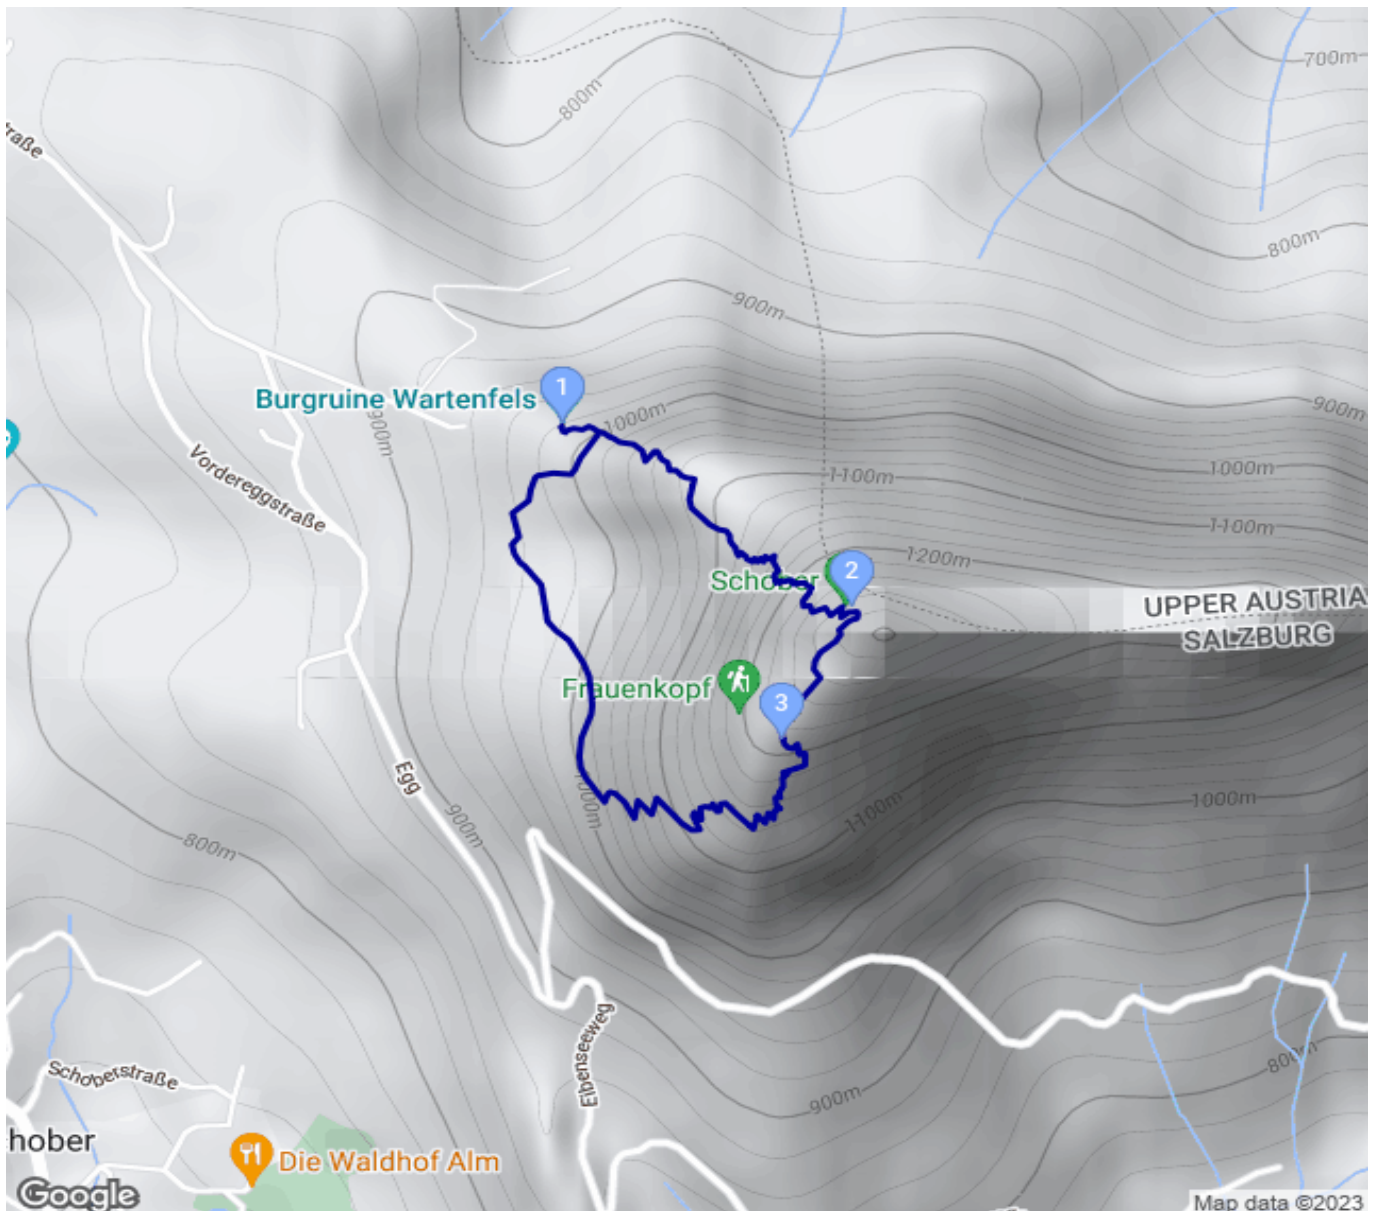 700m
800m
raße
800m
900m
1
Burgruine Wartenfels
1000m
900m
900m
Vordereggstraße
1100m
1000m
1100m
1200m
2
Schober
UPPER AUSTRIA
SALZBURG
Frauenkopf
3
Egg
1000m
900m
1100m
1000m
800m
Elbenseeweg
Schoberstraße
800m
900m
hober
Die Waldhof Alm
Google
Map data ©2023